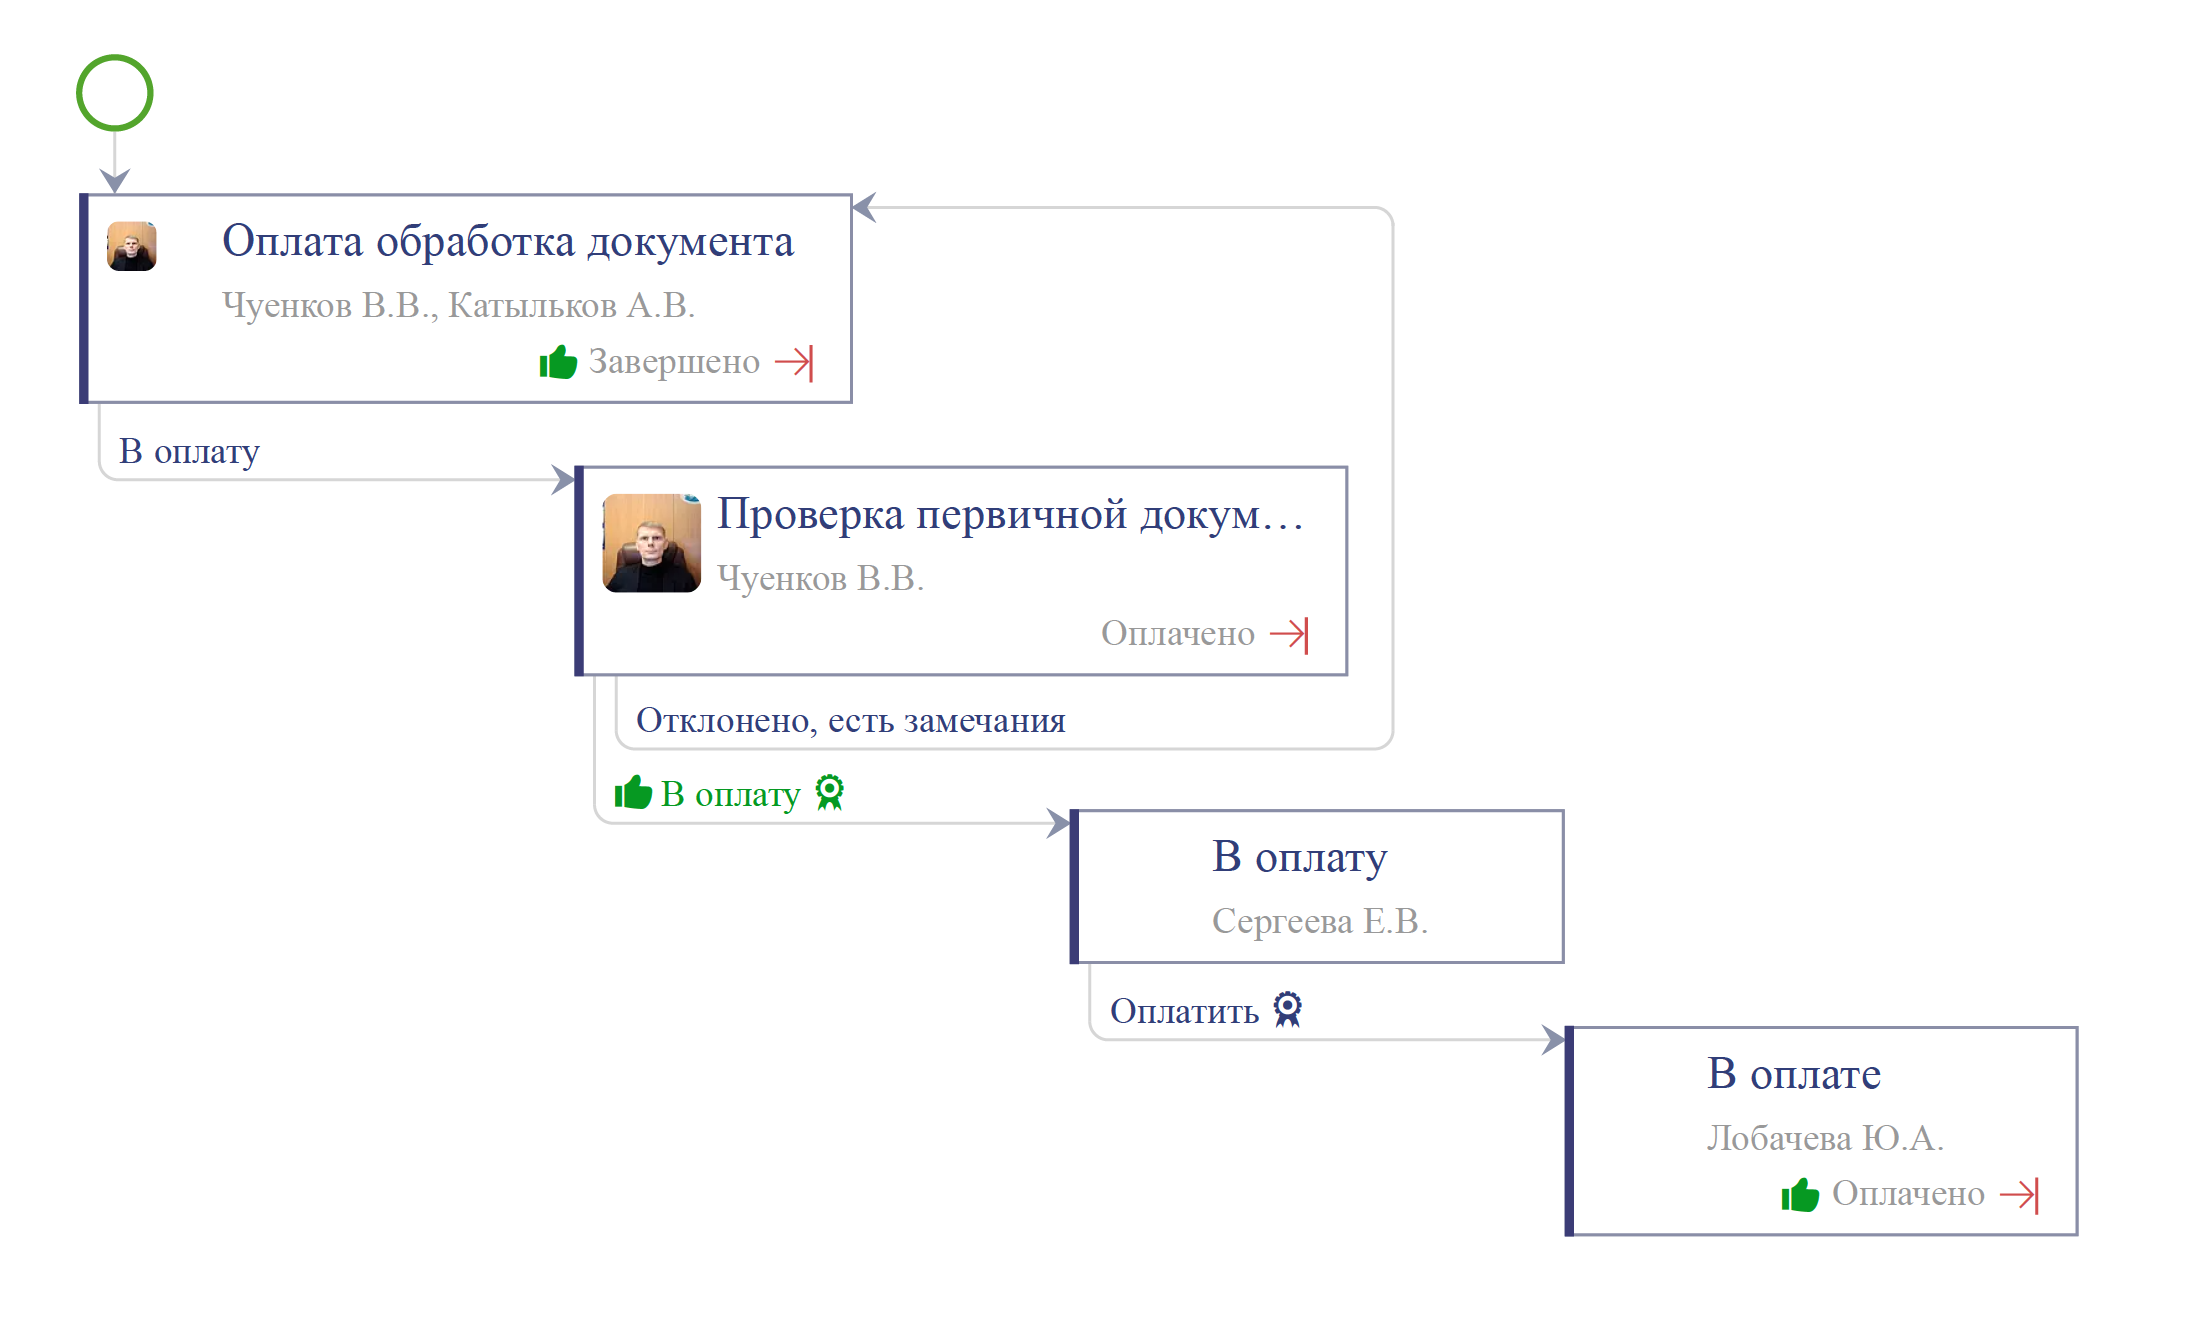 Оплата обработка документа
Чуенков В.В., Катыльков А.В.
Завершено
В оплату
Проверка первичной докум...
Чуенков В.В.
Оплачено
Отклонено, есть замечания
В оплату
В оплату
Сергеева Е.В.
Оплатить
В оплате
Лобачева Ю.А.
Оплачено